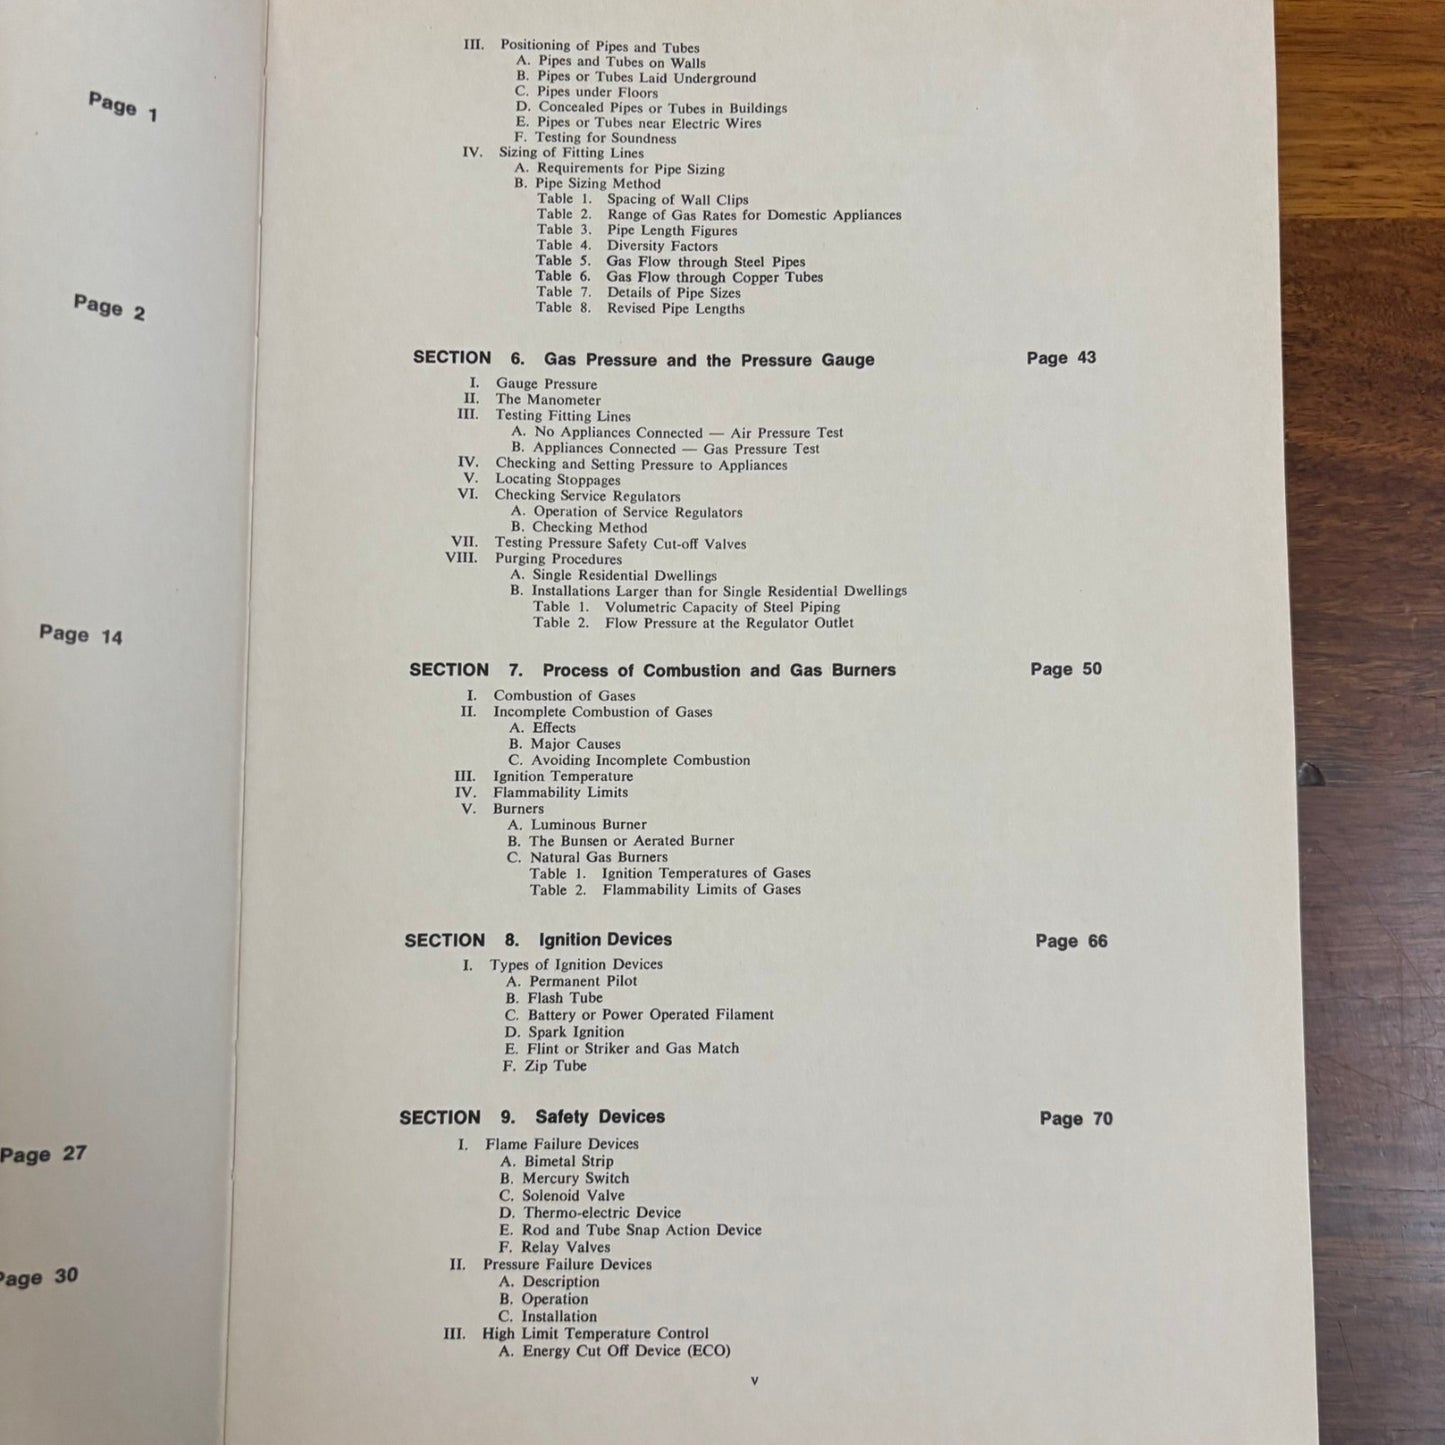 Page 1
Page 2
Page 14
Page 27
Page 30
III. Positioning of Pipes and Tubes
A. Pipes and Tubes on Walls
B. Pipes or Tubes Laid Underground
C. Pipes under Floors
D. Concealed Pipes or Tubes in Buildings
E. Pipes or Tubes near Electric Wires
F. Testing for Soundness
IV. Sizing of Fitting Lines
A. Requirements for Pipe Sizing
B. Pipe Sizing Method
Table 1. Spacing of Wall Clips
Table 2. Range of Gas Rates for Domestic Appliances
Table 3. Pipe Length Figures
Table 4. Diversity Factors
Table 5. Gas Flow through Steel Pipes
Table 6. Gas Flow through Copper Tubes
Table 7. Details of Pipe Sizes
Table 8. Revised Pipe Lengths
SECTION 6. Gas Pressure and the Pressure Gauge Page 43
I. Gauge Pressure
II. The Manometer
III. Testing Fitting Lines
A. No Appliances Connected — Air Pressure Test
B. Appliances Connected — Gas Pressure Test
IV. Checking and Setting Pressure to Appliances
V. Locating Stoppages
VI. Checking Service Regulators
A. Operation of Service Regulators
B. Checking Method
VII. Testing Pressure Safety Cut-off Valves
VIII. Purging Procedures
A. Single Residential Dwellings
B. Installations Larger than for Single Residential Dwellings
Table 1. Volumetric Capacity of Steel Piping
Table 2. Flow Pressure at the Regulator Outlet
SECTION 7. Process of Combustion and Gas Burners Page 50
I. Combustion of Gases
II. Incomplete Combustion of Gases
A. Effects
B. Major Causes
C. Avoiding Incomplete Combustion
III. Ignition Temperature
IV. Flammability Limits
V. Burners
A. Luminous Burner
B. The Bunsen or Aerated Burner
C. Natural Gas Burners
Table 1. Ignition Temperatures of Gases
Table 2. Flammability Limits of Gases
SECTION 8. Ignition Devices Page 66
I. Types of Ignition Devices
A. Permanent Pilot
B. Flash Tube
C. Battery or Power Operated Filament
D. Spark Ignition
E. Flint or Striker and Gas Match
F. Zip Tube
SECTION 9. Safety Devices Page 70
I. Flame Failure Devices
A. Bimetal Strip
B. Mercury Switch
C. Solenoid Valve
D. Thermo-electric Device
E. Rod and Tube Snap Action Device
F. Relay Valves
II. Pressure Failure Devices
A. Description
B. Operation
C. Installation
III. High Limit Temperature Control
A. Energy Cut Off Device (ECO)
v